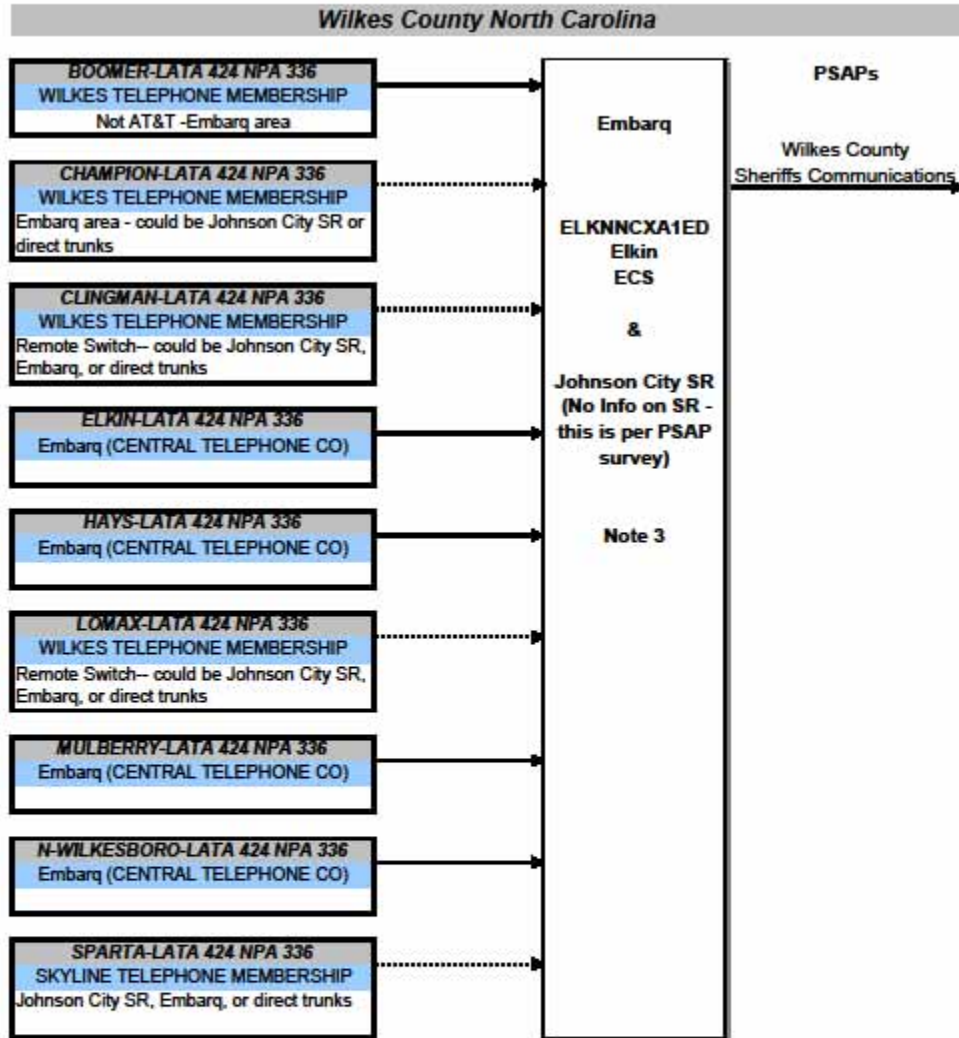 Wilkes County North Carolina
BOOMER-LATA 424 NPA 336
WILKES TELEPHONE MEMBERSHIP
Not AT&T -Embarq area
CHAMPION-LATA 424 NPA 336
WILKES TELEPHONE MEMBERSHIP
Embarq area - could be Johnson City SR or
direct trunks
CLINGMAN-LATA 424 NPA 336
WILKES TELEPHONE MEMBERSHIP
Remote Switch-- could be Johnson City SR,
Embarq, or direct trunks
ELKIN-LATA 424 NPA 336
Embarq (CENTRAL TELEPHONE CO)
HAYS-LATA 424 NPA 336
Embarq (CENTRAL TELEPHONE CO)
LOMAX-LATA 424 NPA 336
WILKES TELEPHONE MEMBERSHIP
Remote Switch-- could be Johnson City SR,
Embarq, or direct trunks
MULBERRY-LATA 424 NPA 336
Embarq (CENTRAL TELEPHONE CO)
N-WILKESBORO-LATA 424 NPA 336
Embarq (CENTRAL TELEPHONE CO)
SPARTA-LATA 424 NPA 336
SKYLINE TELEPHONE MEMBERSHIP
Johnson City SR, Embarq, or direct trunks
Embarq
ELKNNCXA1ED
Elkin
ECS
&
Johnson City SR
(No Info on SR -
this is per PSAP
survey)
Note 3
PSAPs
Wilkes County
Sheriffs Communications